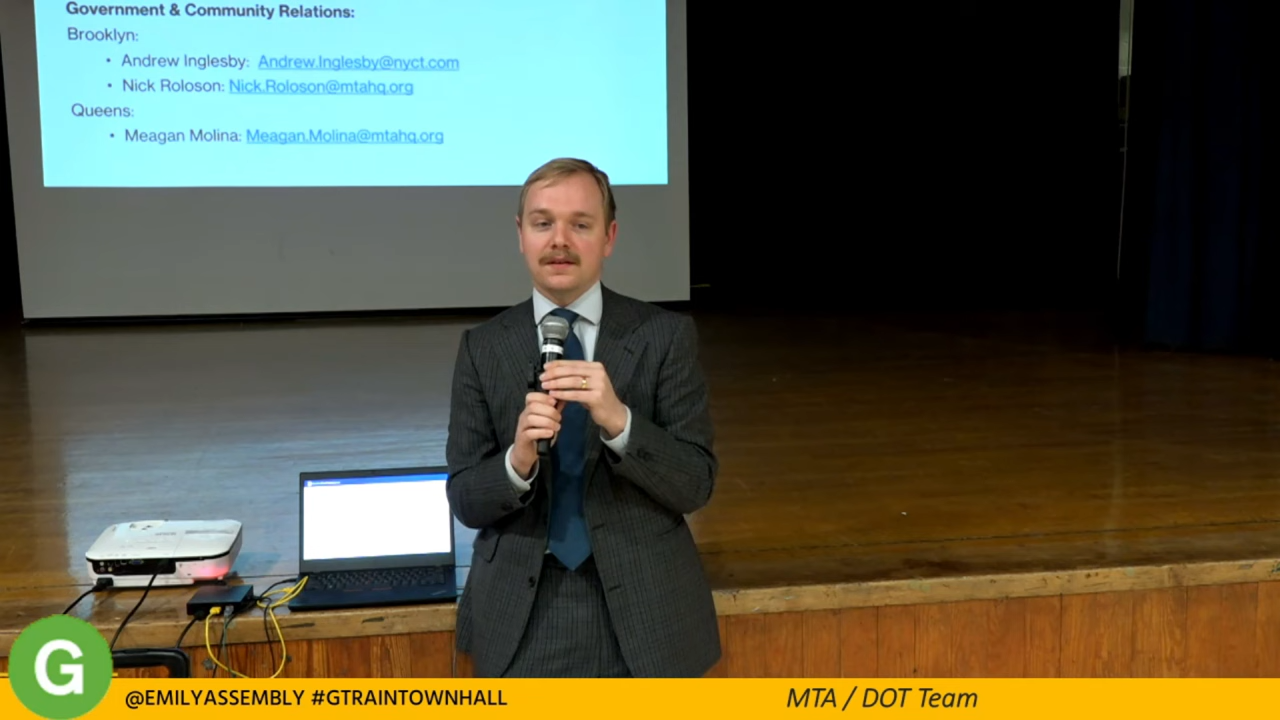 Government & Community Relations:
Brooklyn:
• Andrew Inglesby: Andrew.Inglesby@nyct.com
• Nick Roloson: Nick.Roloson@mtahq.org
Queens:
• Meagan Molina: Meagan.Molina@mtahq.org
G
@EMILYASSEMBLY #GTRAINTOWNHALL
MTA / DOT Team